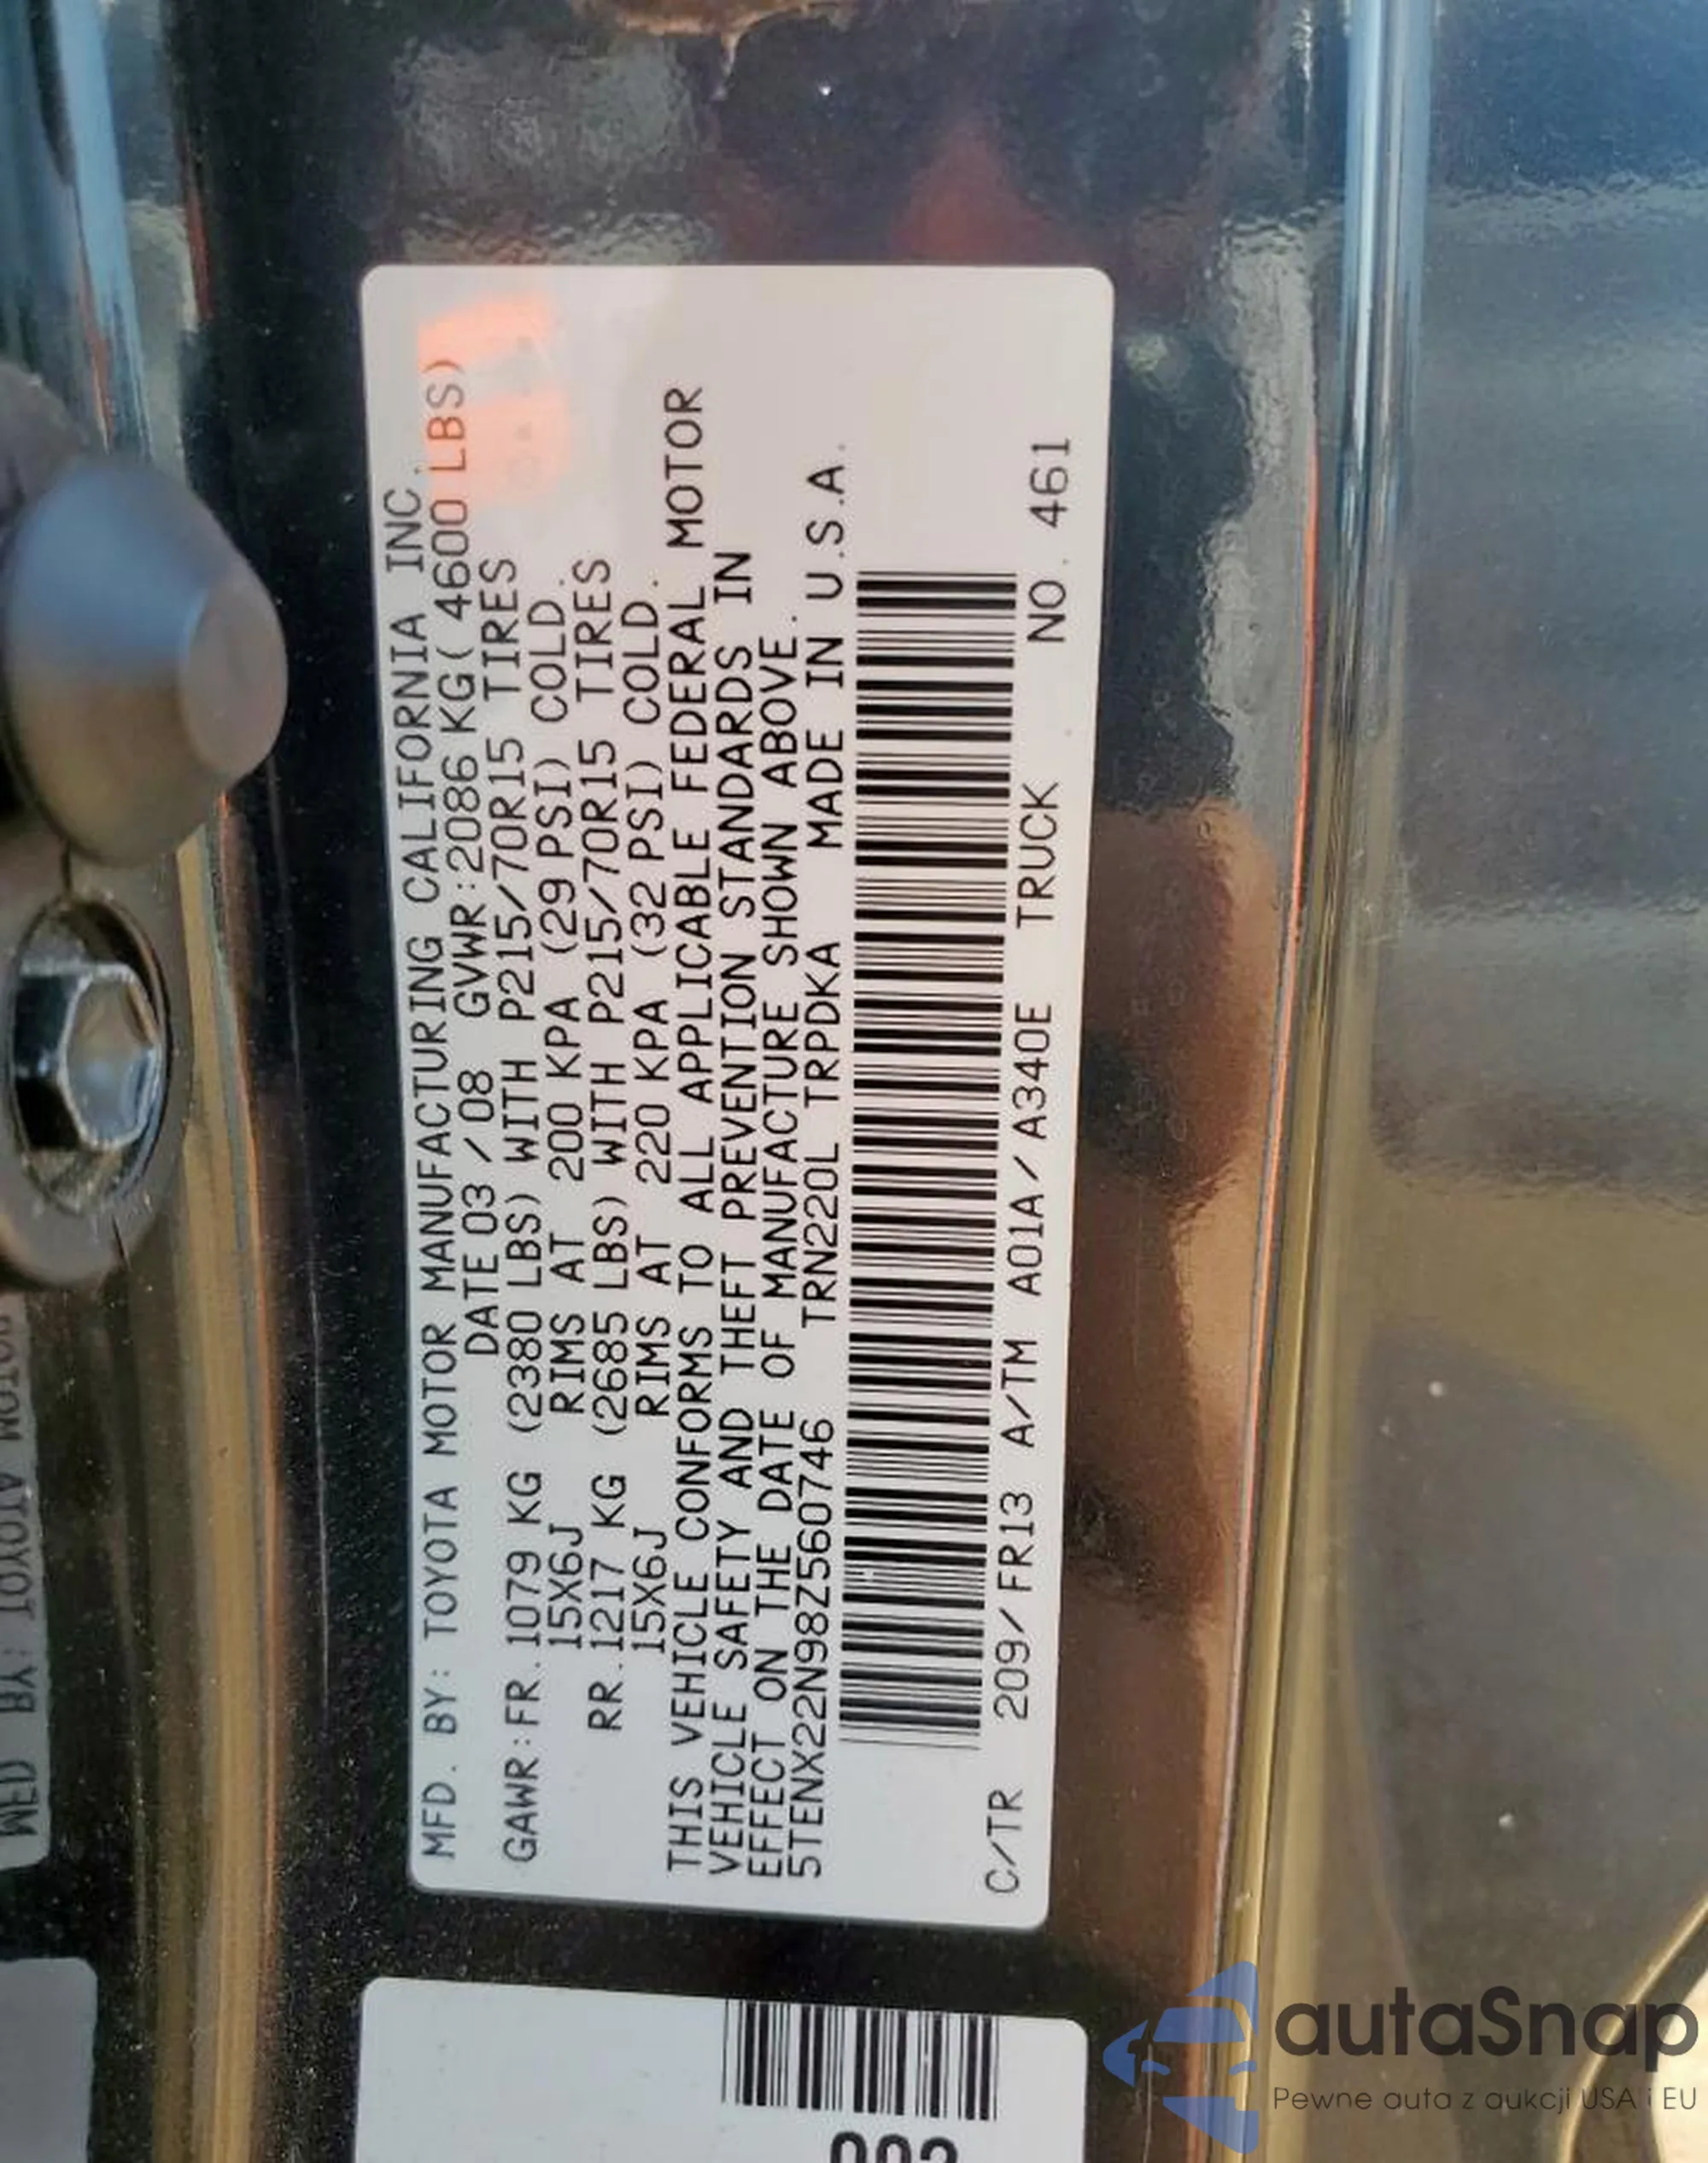 MFD. BY: TOYOTA MOTOR MANUFACTURING CALIFORNIA INC.
DATE 03 /08 GVWR:2086 KG( 4600 LBS)
GAWR:FR.1079 KG (2380 LBS) WITH P215/70R15 TIRES
15X6J RIMS AT 200 KPA (29 PSI) COLD.
RR.1217 KG (2685 LBS) WITH P215/70R15 TIRES
15X6J RIMS AT 220 KPA (32 PSI) COLD.
THIS VEHICLE CONFORMS TO ALL APPLICABLE FEDERAL MOTOR
VEHICLE SAFETY AND THEFT PREVENTION STANDARDS IN
EFFECT ON THE DATE OF MANUFACTURE SHOWN ABOVE.
5TENX22N98Z560746 TRN220L TRPDKA MADE IN U.S.A.
C/TR 209/FR13 A/TM A01A/A340E TRUCK NO. 461
autaSnap
Pewne auta z aukcji USA i EU